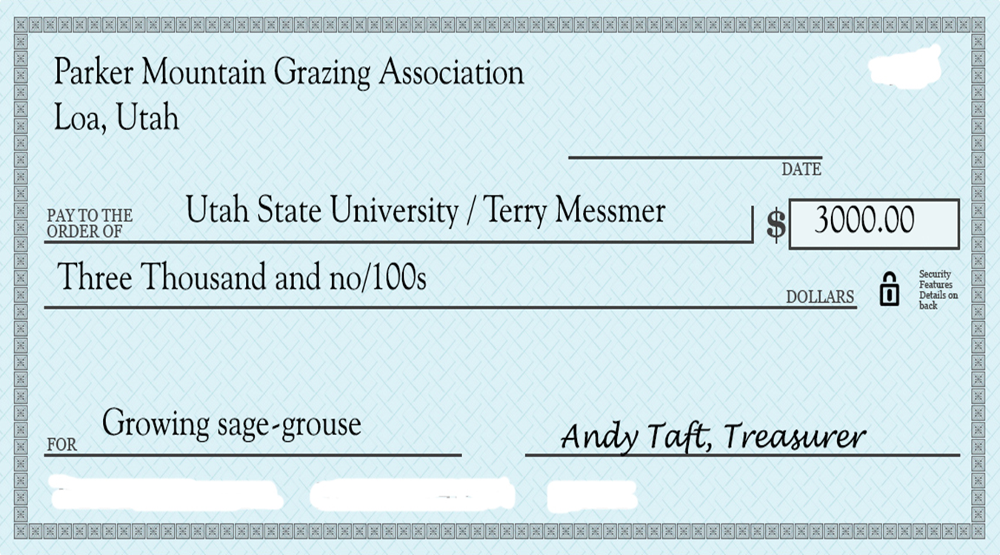 Parker Mountain Grazing Association
Loa, Utah
DATE
PAY TO THE
ORDER OF
Utah State University / Terry Messmer
$ 3000.00
Three Thousand and no/100s
DOLLARS
Security
Features
Details on
back
FOR
Growing sage-grouse
Andy Taft, Treasurer